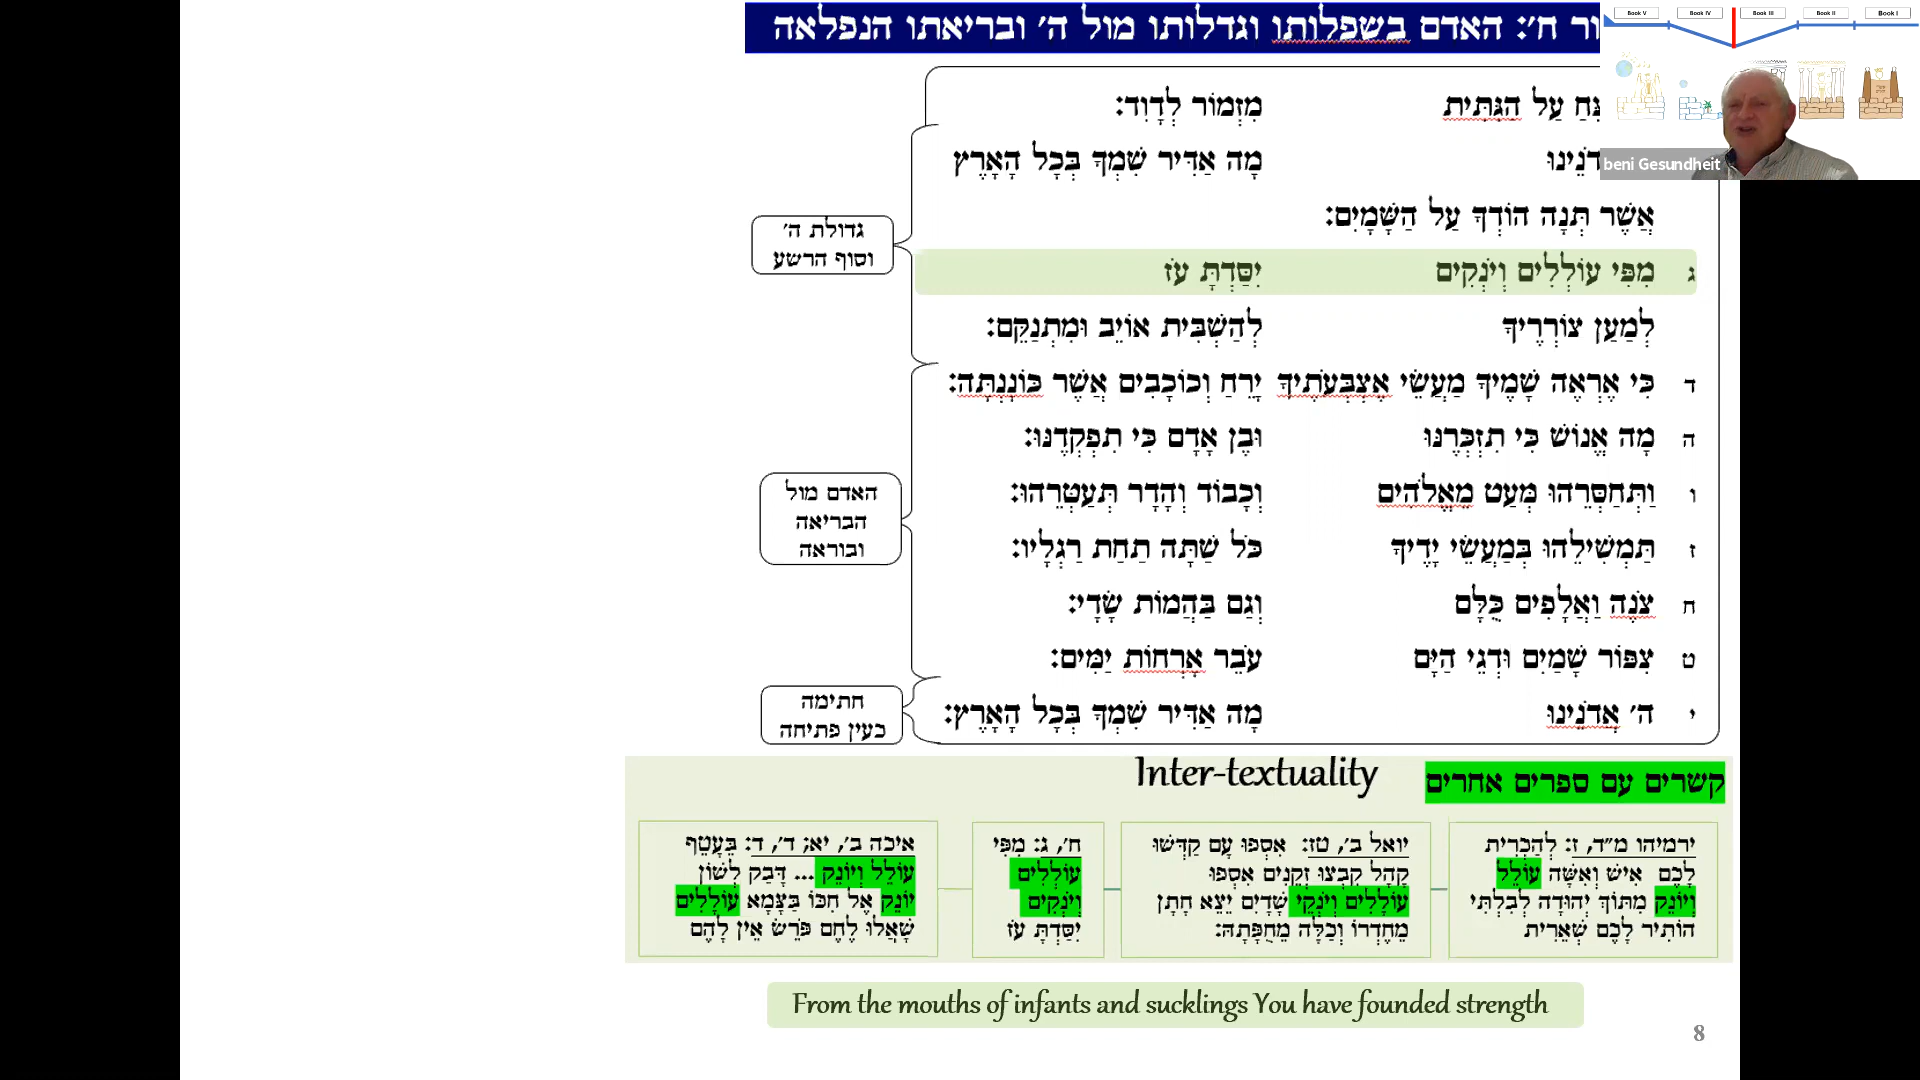 ור ח׳: האדם בשפלותו וגדלותו מול ה׳ ובריאתו הנפלאה
Book V Book IV Book III Book II Book I
beni Gesundheit
נַּצֵּחַ עַל הַגִּתִּית מִזְמוֹר לְדָוִד:
דֹנֵינוּ מָה אַדִּיר שִׁמְךָ בְּכָל הָאָרֶץ
אֲשֶׁר תְּנָה הוֹדְךָ עַל הַשָּׁמָיִם:
ג מִפִּי עוֹלְלִים וְיֹנְקִים יִסַּדְתָּ עֹז
לְמַעַן צוֹרְרֶיךָ לְהַשְׁבִּית אוֹיֵב וּמִתְנַקֵּם:
גדולת ה׳
וסוף הרשע
ד כִּי אֶרְאֶה שָׁמֶיךָ מַעֲשֵׂי אֶצְבְּעֹתֶיךָ יָרֵחַ וְכוֹכָבִים אֲשֶׁר כּוֹנָנְתָּה:
ה מָה אֱנוֹשׁ כִּי תִזְכְּרֶנּוּ וּבֶן אָדָם כִּי תִפְקְדֶנּוּ:
ו וַתְּחַסְּרֵהוּ מְּעַט מֵאֱלֹהִים וְכָבוֹד וְהָדָר תְּעַטְּרֵהוּ:
ז תַּמְשִׁילֵהוּ בְּמַעֲשֵׂי יָדֶיךָ כֹּל שַׁתָּה תַחַת רַגְלָיו:
ח צֹנֶה וַאֲלָפִים כֻּלָּם וְגַם בַּהֲמוֹת שָׂדָי:
ט צִפּוֹר שָׁמַיִם וּדְגֵי הַיָּם עֹבֵר אָרְחוֹת יַמִּים:
האדם מול
הבריאה
ובוראה
י ה׳ אֲדֹנֵינוּ מָה אַדִּיר שִׁמְךָ בְּכָל הָאָרֶץ:
חתימה
כעין פתיחה
קשרים עם ספרים אחרים Inter-textuality
ירמיהו מ״ד, ז: לְהַכְרִית
לָכֶם אִישׁ וְאִשָּׁה עוֹלֵל
וְיוֹנֵק מִתּוֹךְ יְהוּדָה לְבִלְתִּי
הוֹתִיר לָכֶם שְׁאֵרִית
יואל ב׳, טז: אִסְפוּ עָם קַדְּשׁוּ
קָהָל קִבְצוּ זְקֵנִים אִסְפוּ
עוֹלָלִים וְיֹנְקֵי שָׁדָיִם יֵצֵא חָתָן
מֵחֶדְרוֹ וְכַלָּה מֵחֻפָּתָהּ:
ח׳, ג: מִפִּי
עוֹלְלִים
וְיֹנְקִים
יִסַּדְתָּ עֹז
איכה ב׳, יא; ד׳, ד: בֵּעָטֵף
עוֹלֵל וְיוֹנֵק ... דָּבַק לְשׁוֹן
יוֹנֵק אֶל חִכּוֹ בַּצָּמָא עוֹלָלִים
שָׁאֲלוּ לֶחֶם פֹּרֵשׂ אֵין לָהֶם
From the mouths of infants and sucklings You have founded strength
8